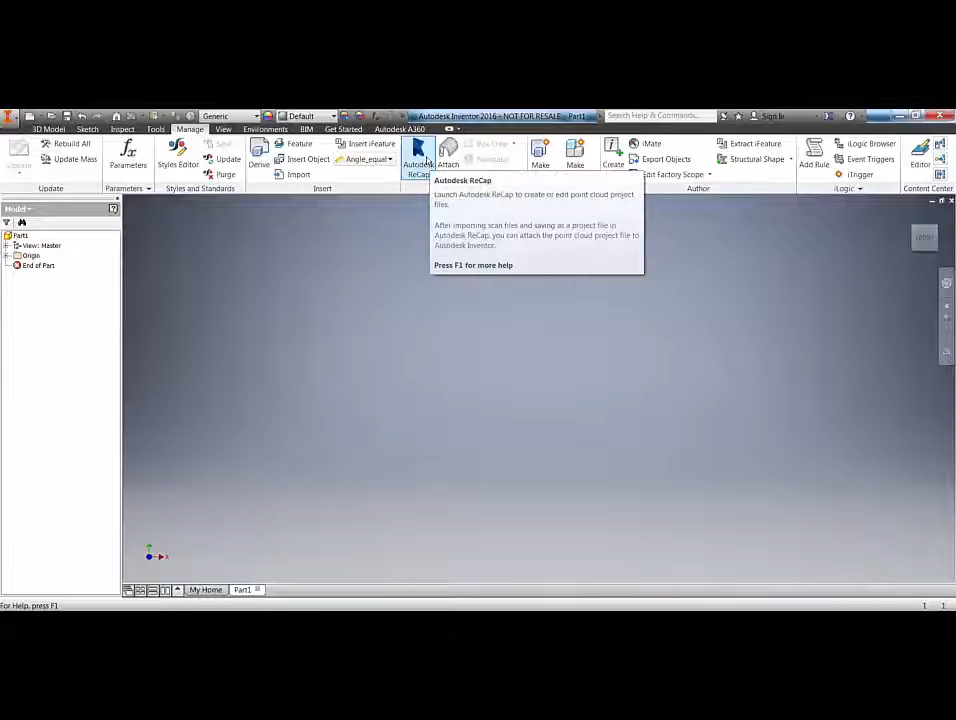 Generic
Default
Autodesk Inventor 2016 - NOT FOR RESALE Part1
Search Help & Commands...
Sign In
3D Model Sketch Inspect Tools Manage View Environments BIM Get Started Autodesk A360
Update
Rebuild All
Update Mass
Update
Parameters
Parameters
Styles Editor
Save
Update
Purge
Styles and Standards
Derive
Feature
Insert Object
Import
Insert iFeature
Angle_equal
Insert
Autodesk
ReCap
Attach
Box Crop
Navigator
Make
Make
Create
iMate
Export Objects
Edit Factory Scope
Extract iFeature
Structural Shape
Author
Add Rule
iLogic Browser
Event Triggers
iTrigger
iLogic
Editor
Content Center
Autodesk ReCap
Launch Autodesk ReCap to create or edit point cloud project
files.
After importing scan files and saving as a project file in
Autodesk ReCap, you can attach the point cloud project file to
Autodesk Inventor.
Press F1 for more help
Model
Part1
View: Master
Origin
End of Part
X
My Home
Part1
For Help, press F1
1 1